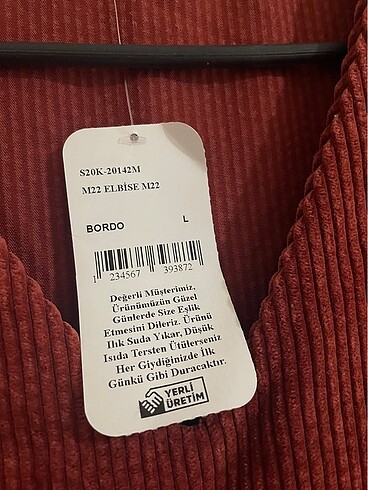 S20K-20142M
M22 ELBİSE M22
BORDO L
1 234567 393872
Değerli Müşterimiz,
Ürünümüzün Güzel
Günlerde Size Eşlik
Etmesini Dileriz. Ürünü
Ilık Suda Yıkar, Düşük
Isıda Tersten Ütülerseniz
Her Giydiğinizde İlk
Günkü Gibi Duracaktır.
YERLİ
ÜRETİM